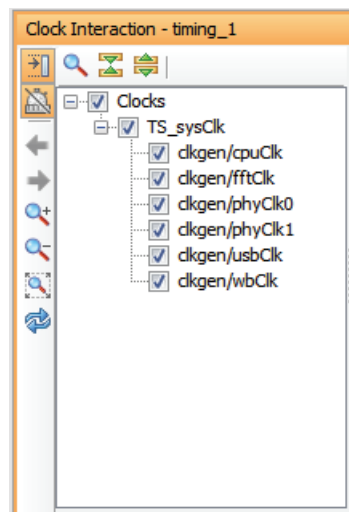 Clock Interaction - timing_1
Clocks
TS_sysClk
clkgen/cpuClk
clkgen/fftClk
clkgen/phyClk0
clkgen/phyClk1
clkgen/usbClk
clkgen/wbClk